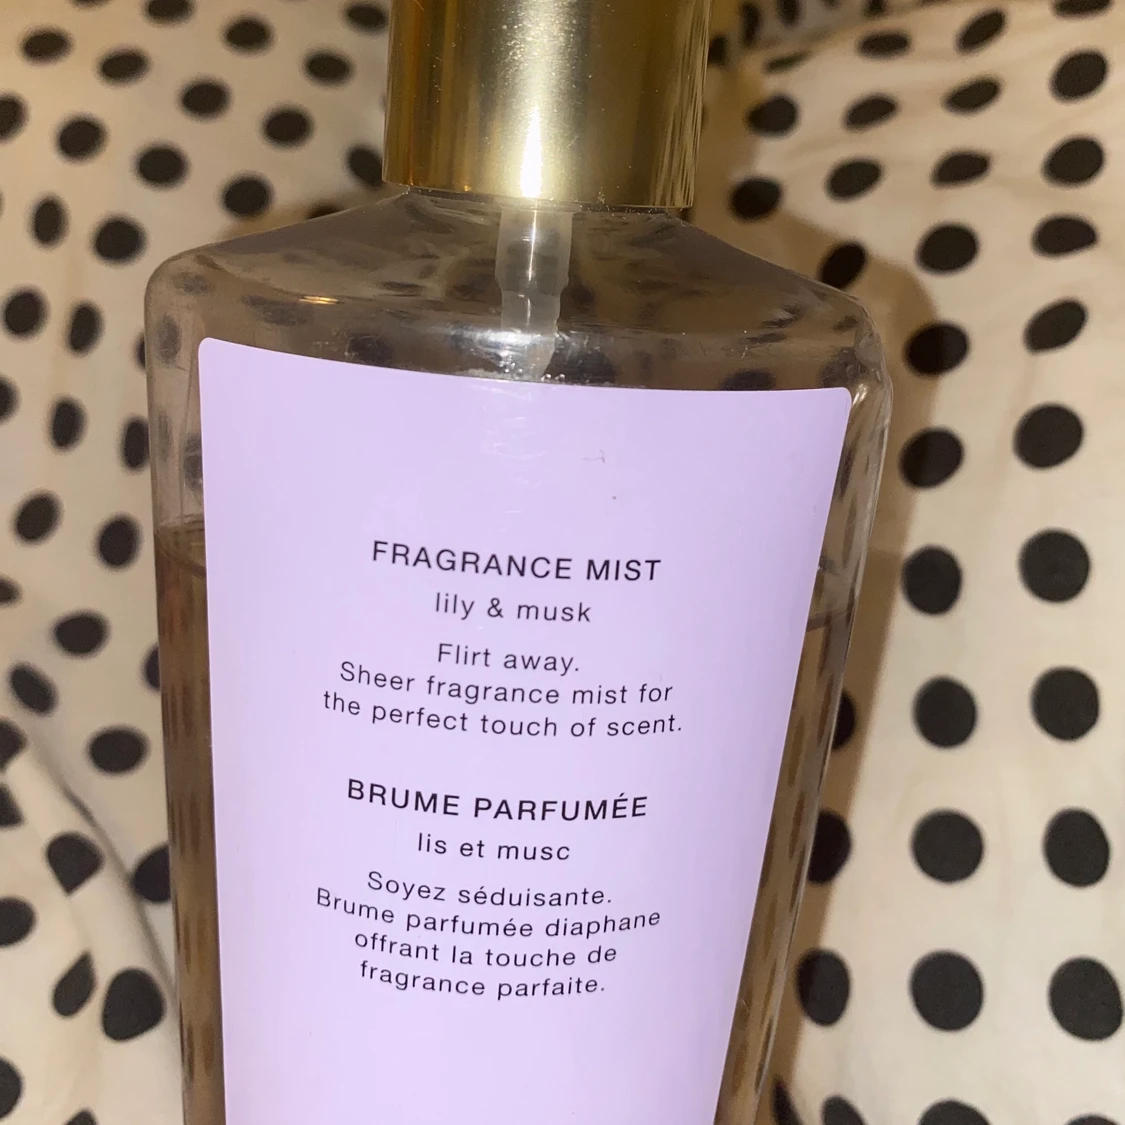 FRAGRANCE MIST
lily & musk
Flirt away.
Sheer fragrance mist for
the perfect touch of scent.
BRUME PARFUMÉE
lis et musc
Soyez séduisante.
Brume parfumée diaphane
offrant la touche de
fragrance parfaite.